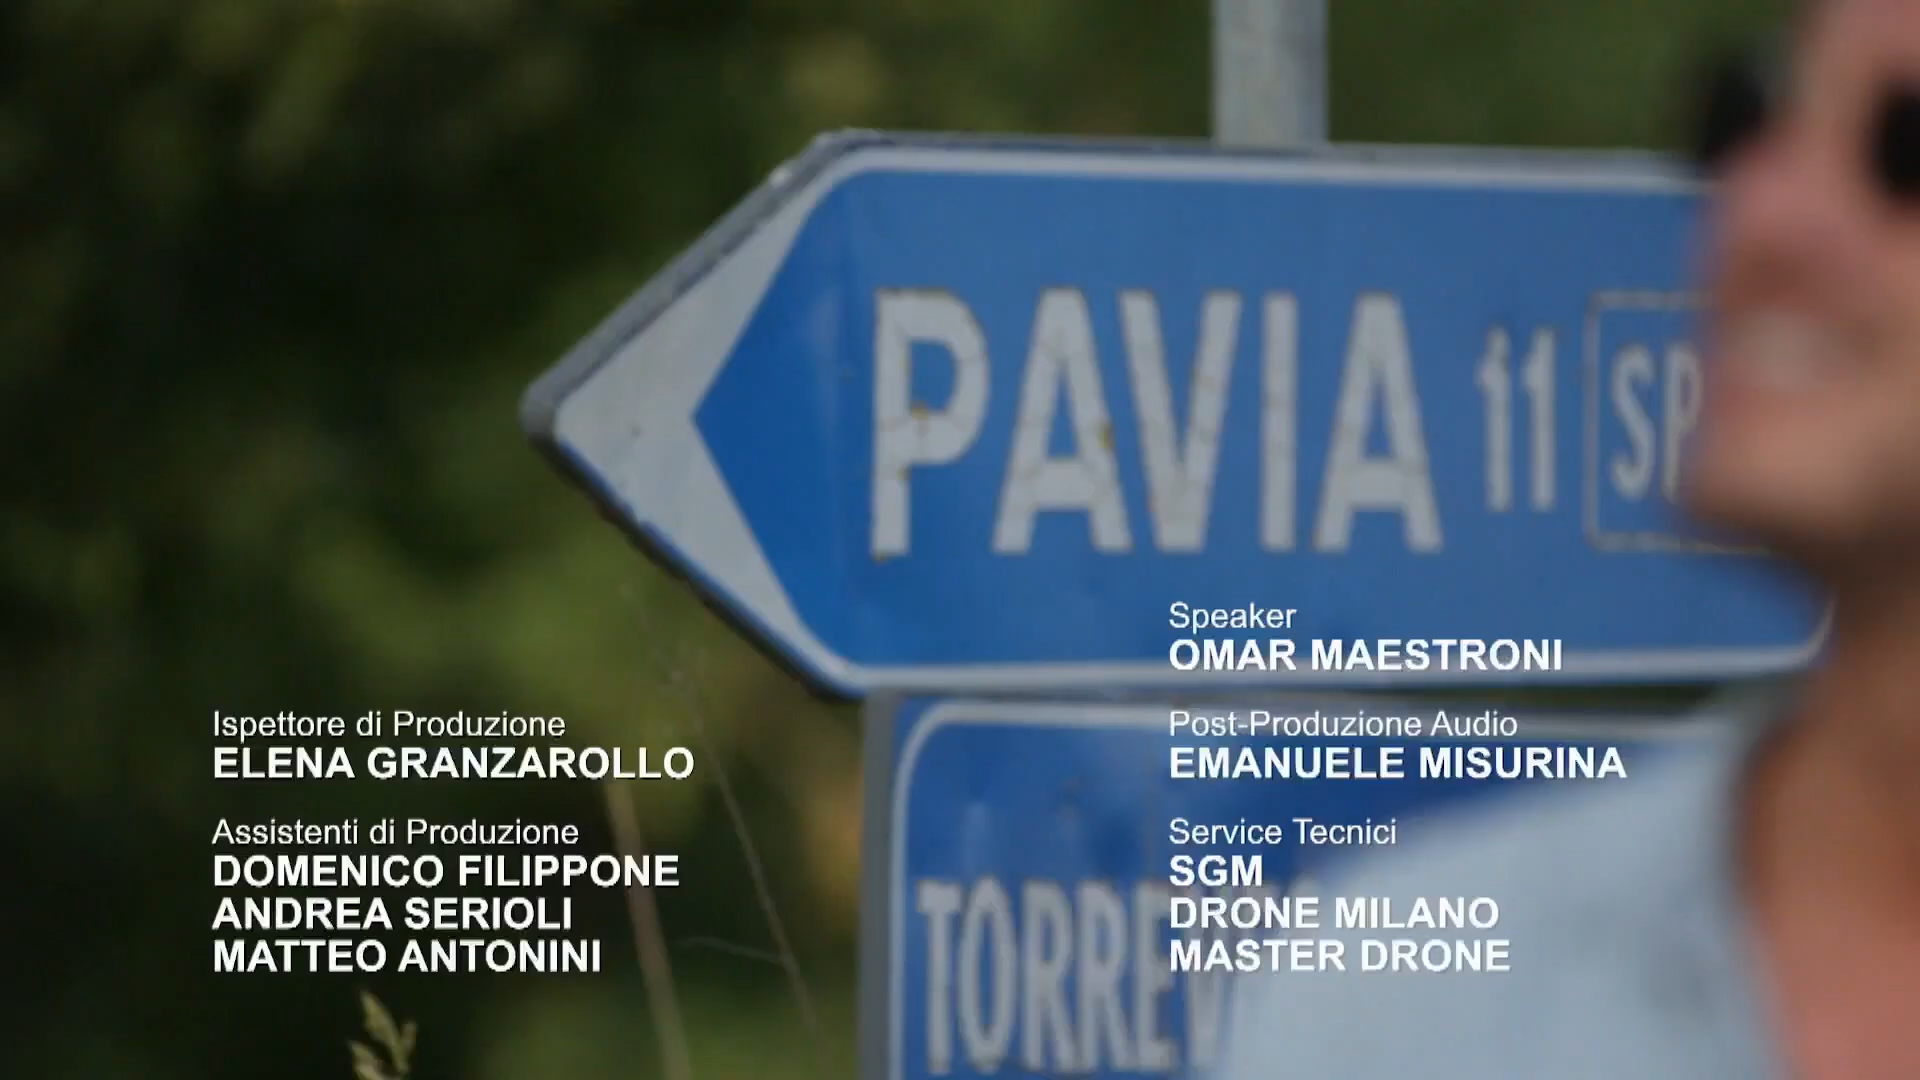 PAVIA 11
Speaker
OMAR MAESTRONI
Ispettore di Produzione
ELENA GRANZAROLLO
Post-Produzione Audio
EMANUELE MISURINA
Assistenti di Produzione
DOMENICO FILIPPONE
ANDREA SERIOLI
MATTEO ANTONINI
Service Tecnici
SGM
DRONE MILANO
MASTER DRONE